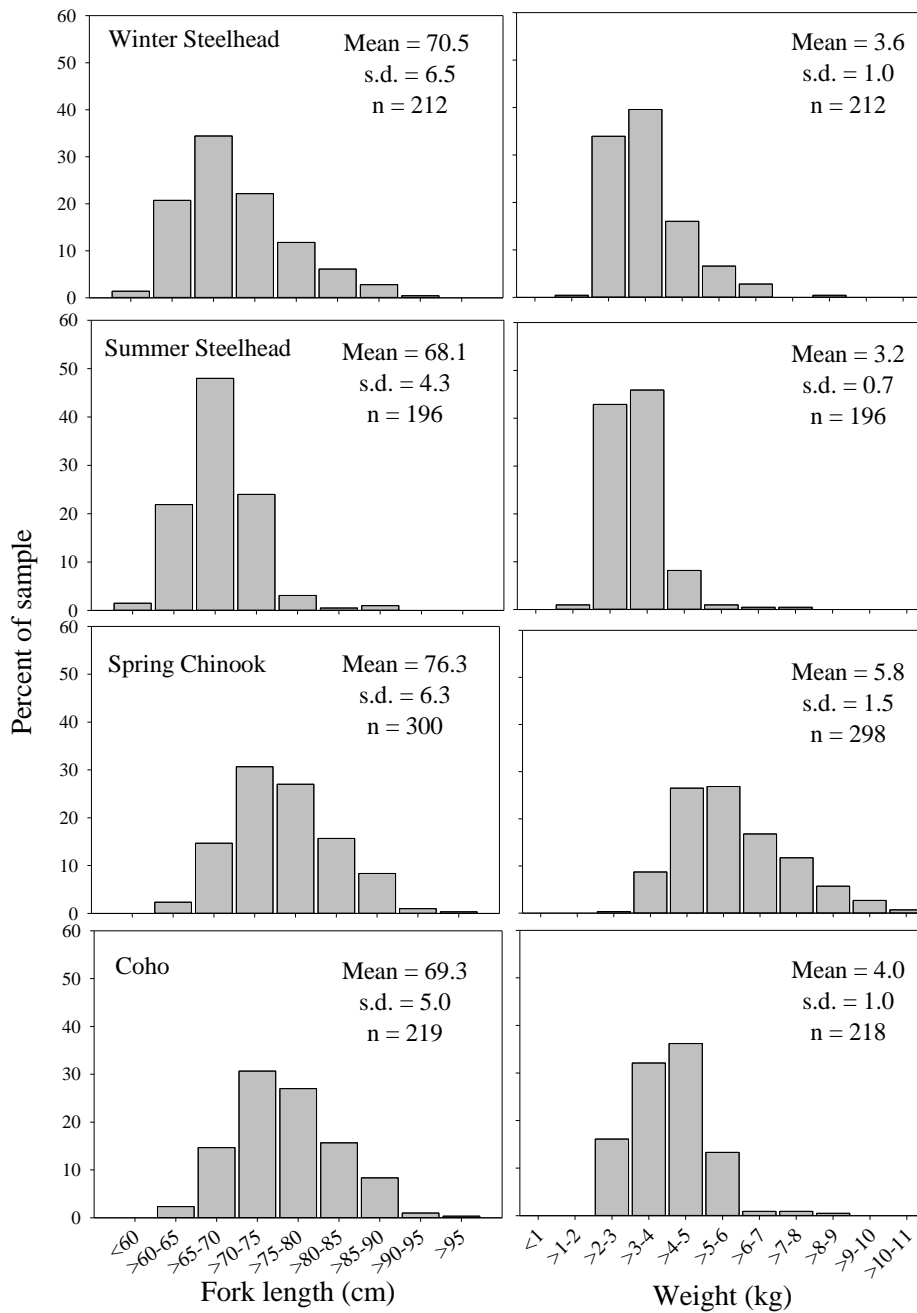 60
50
40
30
20
10
0
Winter Steelhead
Mean = 70.5
s.d. = 6.5
n = 212
Mean = 3.6
s.d. = 1.0
n = 212
60
50
40
30
20
10
0
Summer Steelhead
Mean = 68.1
s.d. = 4.3
n = 196
Mean = 3.2
s.d. = 0.7
n = 196
Percent of sample
60
50
40
30
20
10
0
Spring Chinook
Mean = 76.3
s.d. = 6.3
n = 300
Mean = 5.8
s.d. = 1.5
n = 298
60
50
40
30
20
10
0
Coho
Mean = 69.3
s.d. = 5.0
n = 219
Mean = 4.0
s.d. = 1.0
n = 218
<60 >60-65 >65-70 >70-75 >75-80 >80-85 >85-90 >90-95 >95
Fork length (cm)
<1 >1-2 >2-3 >3-4 >4-5 >5-6 >6-7 >7-8 >8-9 >9-10 >10-11
Weight (kg)